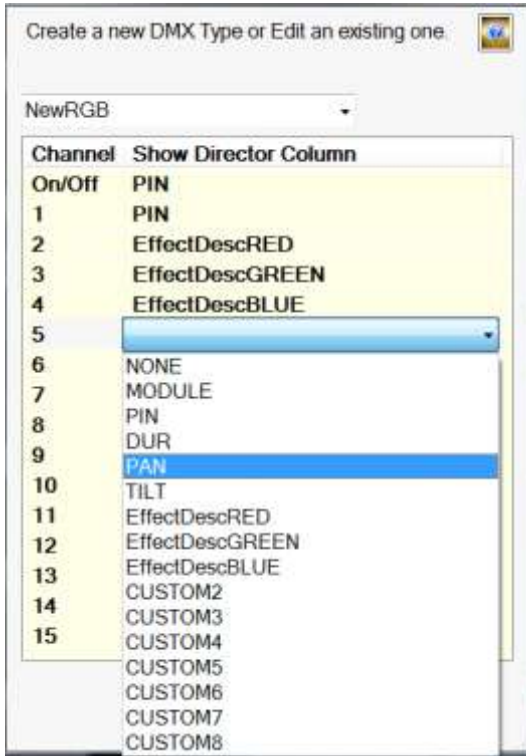 Create a new DMX Type or Edit an existing one.
NewRGB
Channel Show Director Column
On/Off PIN
1 PIN
2 EffectDescRED
3 EffectDescGREEN
4 EffectDescBLUE
5
6 NONE
7 MODULE
8 PIN
DUR
9 PAN
10 TILT
11 EffectDescRED
12 EffectDescGREEN
13 EffectDescBLUE
CUSTOM2
14 CUSTOM3
15 CUSTOM4
CUSTOM5
CUSTOM6
CUSTOM7
CUSTOM8